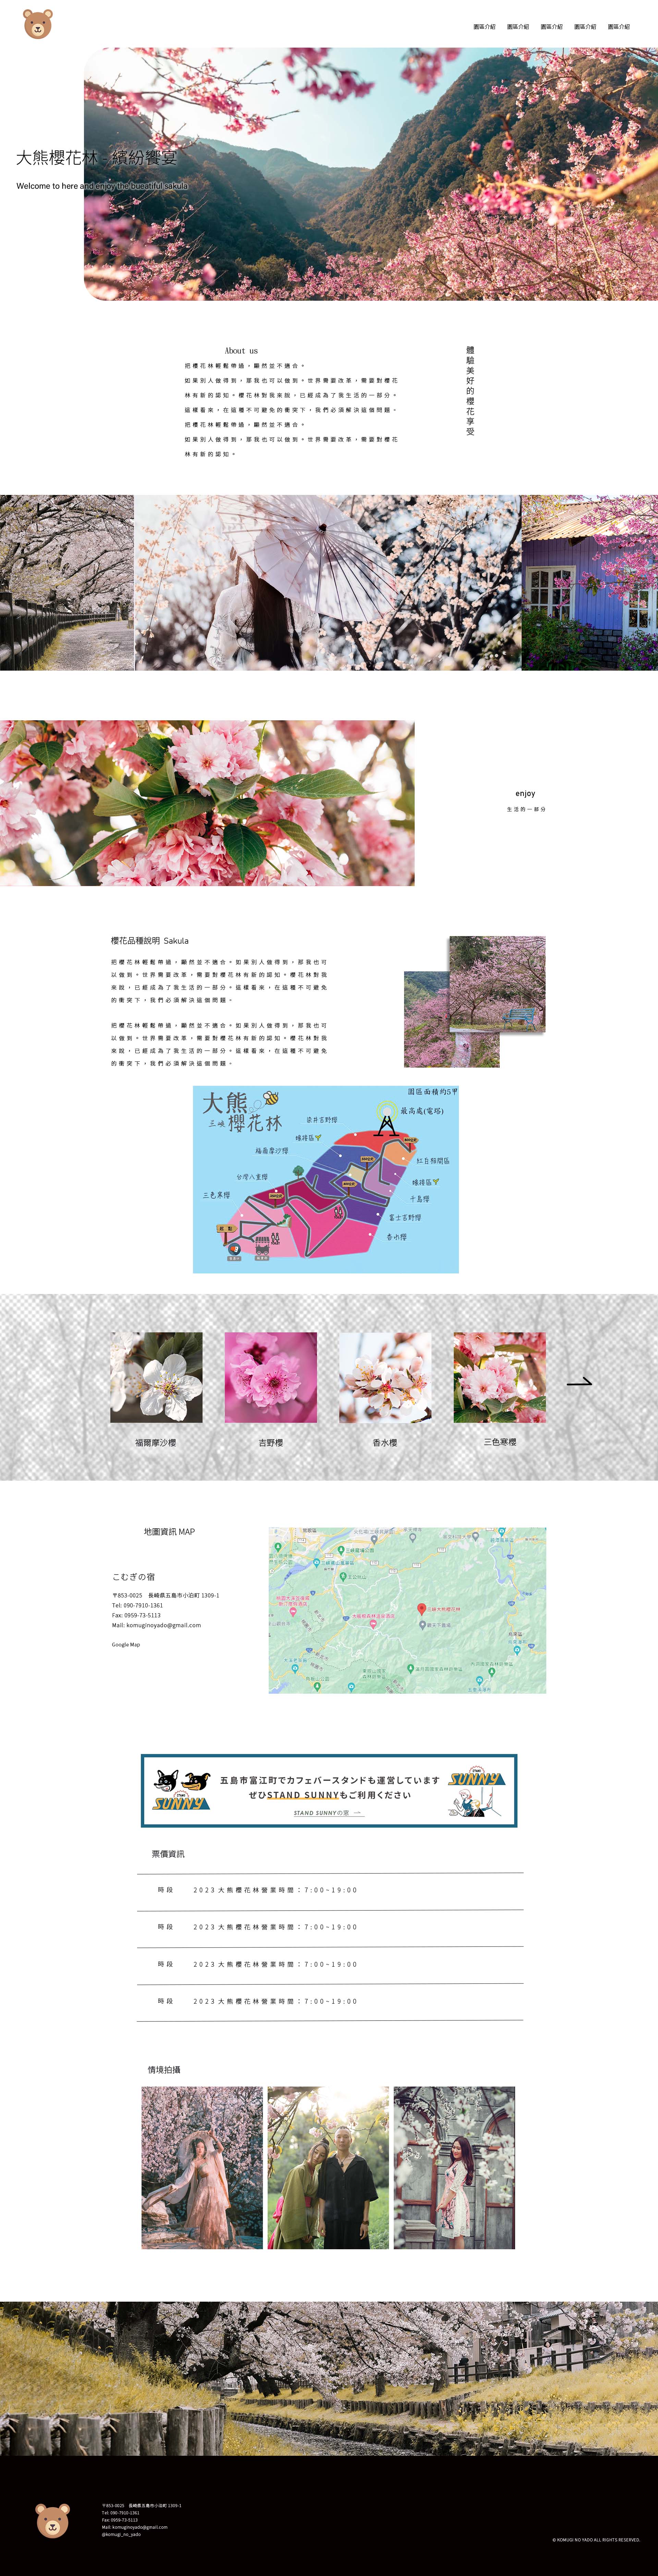 園區介紹 園區介紹 園區介紹 園區介紹 園區介紹
大熊櫻花林 - 繽紛饗宴
Welcome to here and enjoy the bueatiful sakula
About us
把櫻花林輕鬆帶過，顯然並不適合。
如果別人做得到，那我也可以做到。世界需要改革，需要對櫻花
林有新的認知。櫻花林對我來說，已經成為了我生活的一部分。
這樣看來，在這種不可避免的衝突下，我們必須解決這個問題。
把櫻花林輕鬆帶過，顯然並不適合。
如果別人做得到，那我也可以做到。世界需要改革，需要對櫻花
林有新的認知。
體驗美好的櫻花享受
enjoy
生活的一部分
櫻花品種說明 Sakula
把櫻花林輕鬆帶過，顯然並不適合。如果別人做得到，那我也可
以做到。世界需要改革，需要對櫻花林有新的認知。櫻花林對我
來說，已經成為了我生活的一部分。這樣看來，在這種不可避免
的衝突下，我們必須解決這個問題。
把櫻花林輕鬆帶過，顯然並不適合。如果別人做得到，那我也可
以做到。世界需要改革，需要對櫻花林有新的認知。櫻花林對我
來說，已經成為了我生活的一部分。這樣看來，在這種不可避免
的衝突下，我們必須解決這個問題。
大熊
三峽 櫻花林
園區面積約5甲
最高處(電塔)
染井吉野櫻
嫁接區
福爾摩沙櫻
紅白預開區
台灣八重櫻
嫁接區
千島櫻
三色寒櫻
富士吉野櫻
香水櫻
福爾摩沙櫻
吉野櫻
香水櫻
三色寒櫻
地圖資訊 MAP
こむぎの宿
〒853-0025 長崎県五島市小泊町 1309-1
Tel: 090-7910-1361
Fax: 0959-73-5113
Mail: komuginoyado@gmail.com
Google Map
三峽大熊櫻花林
五島市富江町でカフェバースタンドも運営しています
ぜひSTAND SUNNYもご利用ください
STAND SUNNYの窓
STAND
SUNNY
STAND
SUNNY
票價資訊
時段 2023 大熊櫻花林營業時間：7:00~19:00
時段 2023 大熊櫻花林營業時間：7:00~19:00
時段 2023 大熊櫻花林營業時間：7:00~19:00
時段 2023 大熊櫻花林營業時間：7:00~19:00
情境拍攝
〒853-0025 長崎県五島市小泊町 1309-1
Tel: 090-7910-1361
Fax: 0959-73-5113
Mail: komuginoyado@gmail.com
@komugi_no_yado
© KOMUGI NO YADO ALL RIGHTS RESERVED.